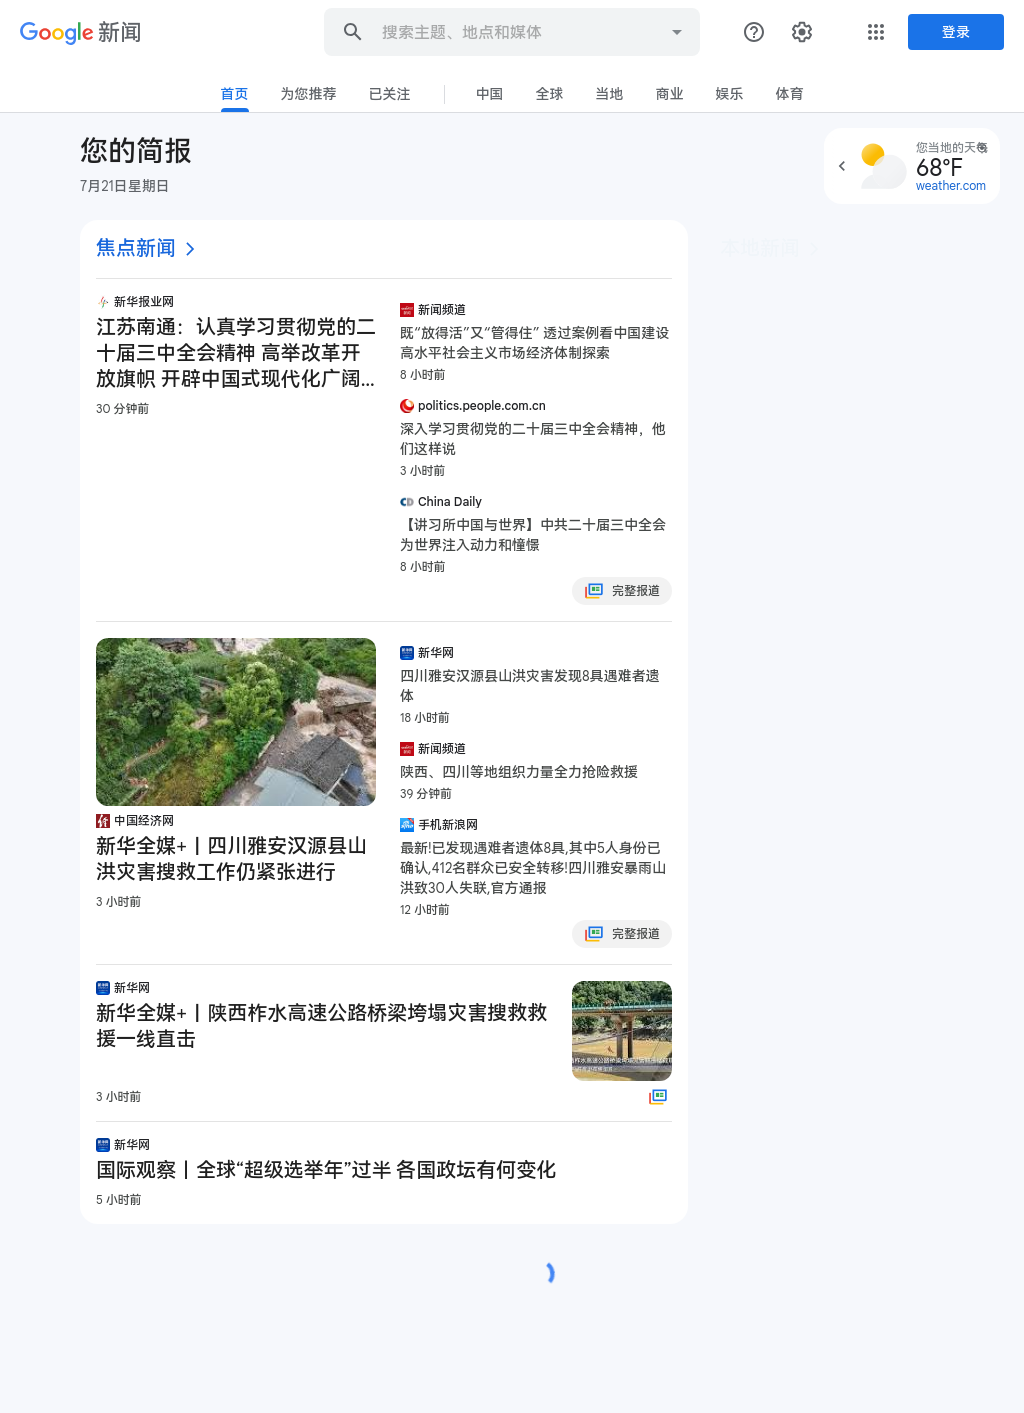 Google 新闻
搜索主题、地点和媒体
登录
首页
为您推荐
已关注
中国
全球
当地
商业
娱乐
体育
您的简报
7月21日星期日
您当地的天气
68°F
weather.com
焦点新闻
本地新闻
新华报业网
江苏南通：认真学习贯彻党的二
十届三中全会精神 高举改革开
放旗帜 开辟中国式现代化广阔...
30 分钟前
新闻频道
既“放得活”又“管得住” 透过案例看中国建设
高水平社会主义市场经济体制探索
8 小时前
politics.people.com.cn
深入学习贯彻党的二十届三中全会精神，他
们这样说
3 小时前
China Daily
【讲习所中国与世界】中共二十届三中全会
为世界注入动力和憧憬
8 小时前
完整报道
中国经济网
新华全媒+丨四川雅安汉源县山
洪灾害搜救工作仍紧张进行
3 小时前
新华网
四川雅安汉源县山洪灾害发现8具遇难者遗
体
18 小时前
新闻频道
陕西、四川等地组织力量全力抢险救援
39 分钟前
手机新浪网
最新!已发现遇难者遗体8具,其中5人身份已
确认,412名群众已安全转移!四川雅安暴雨山
洪致30人失联,官方通报
12 小时前
完整报道
新华网
新华全媒+丨陕西柞水高速公路桥梁垮塌灾害搜救救
援一线直击
3 小时前
新华网
国际观察丨全球“超级选举年”过半 各国政坛有何变化
5 小时前